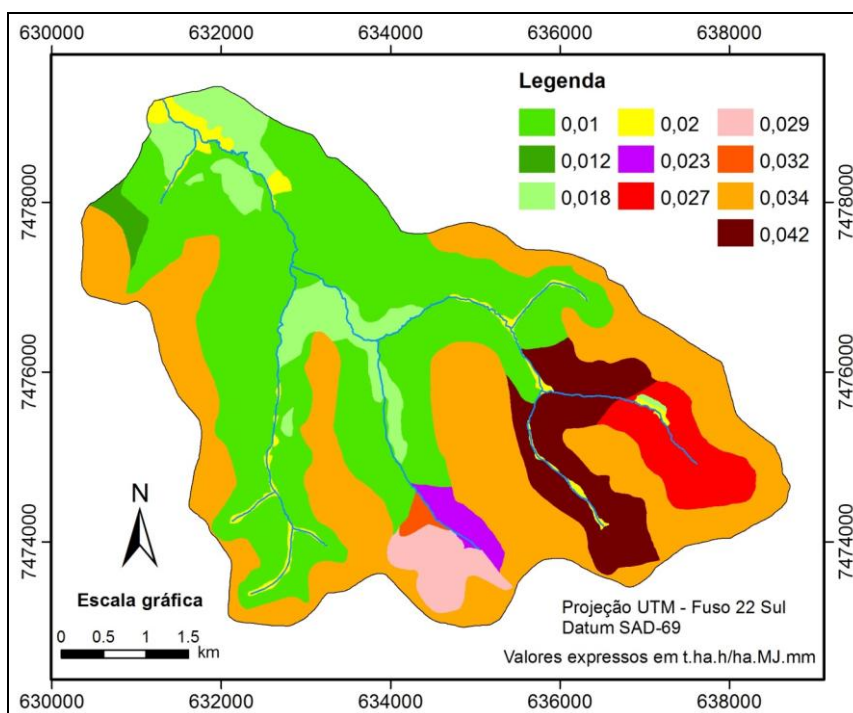 630000 632000 634000 636000 638000
Legenda
0,01 0,02 0,029
0,012 0,023 0,032
0,018 0,027 0,034
0,042
7478000 7478000
7476000 7476000
7474000 7474000
N
Escala gráfica
0 0.5 1 1.5
km
Projeção UTM - Fuso 22 Sul
Datum SAD-69
Valores expressos em t.ha.h/ha.MJ.mm
630000 632000 634000 636000 638000